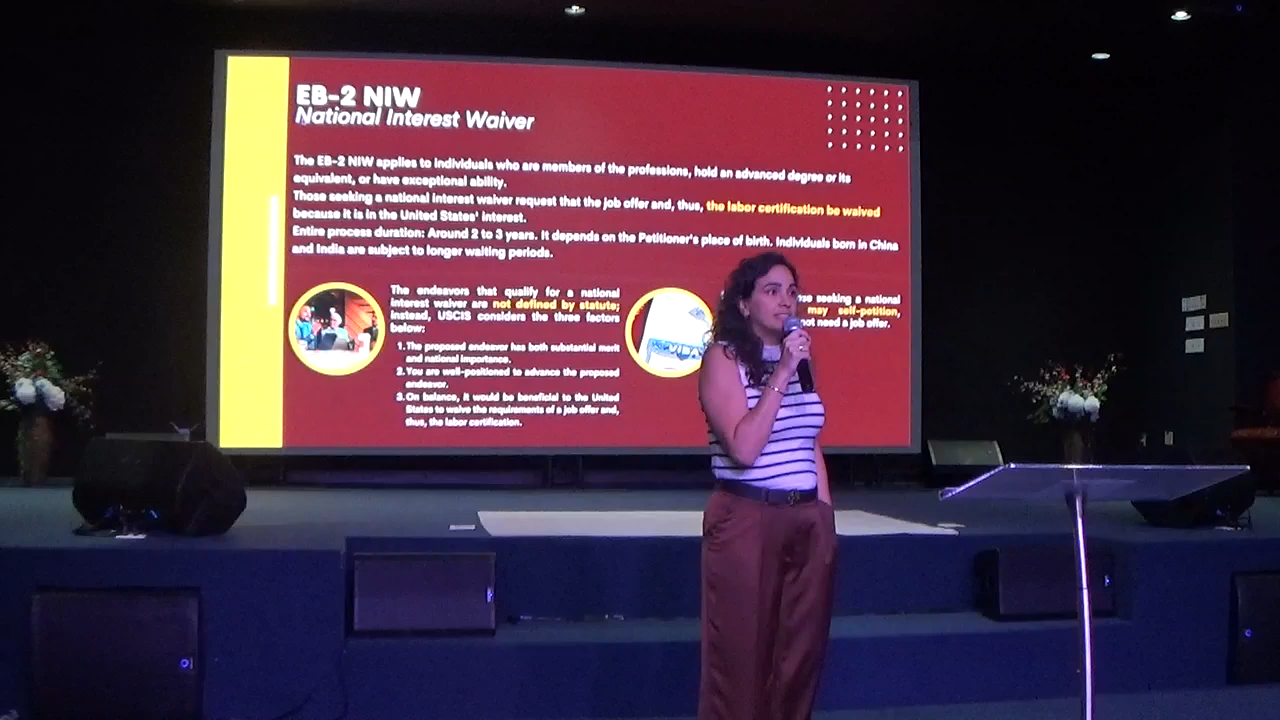 EB-2 NIW
National Interest Waiver
The EB-2 NIW applies to individuals who are members of the professions, hold an advanced degree or its
equivalent, or have exceptional ability.
Those seeking a national interest waiver request that the job offer and, thus, the labor certification be waived
because it is in the United States' interest.
Entire process duration: Around 2 to 3 years. It depends on the Petitioner's place of birth. Individuals born in China
and India are subject to longer waiting periods.
The endeavors that qualify for a national
interest waiver are not defined by statute;
instead, USCIS considers the three factors
below:
1. The proposed endeavor has both substantial merit
and national importance.
2. You are well-positioned to advance the proposed
endeavor.
3. On balance, it would be beneficial to the United
States to waive the requirements of a job offer and,
thus, the labor certification.
seeking a national
may self-petition,
not need a job offer.
VISA